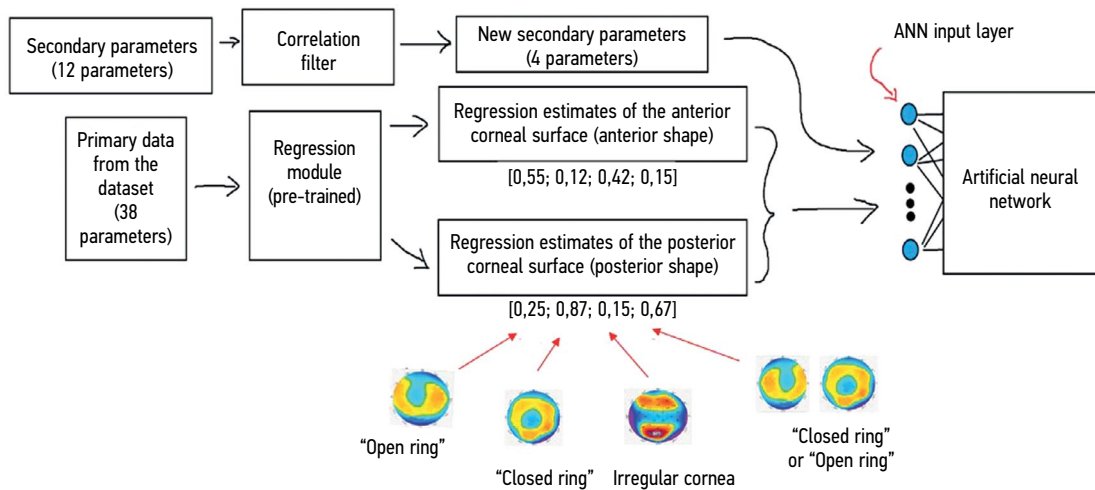 ANN input layer
Secondary parameters
(12 parameters)
Correlation
filter
New secondary parameters
(4 parameters)
Primary data
from the
dataset
(38
parameters)
Regression
module
(pre-trained)
Regression estimates of the anterior
corneal surface (anterior shape)
[0,55; 0,12; 0,42; 0,15]
Regression estimates of the posterior
corneal surface (posterior shape)
[0,25; 0,87; 0,15; 0,67]
Artificial neural
network
“Open ring”
“Closed ring”
Irregular cornea
“Closed ring”
or “Open ring”